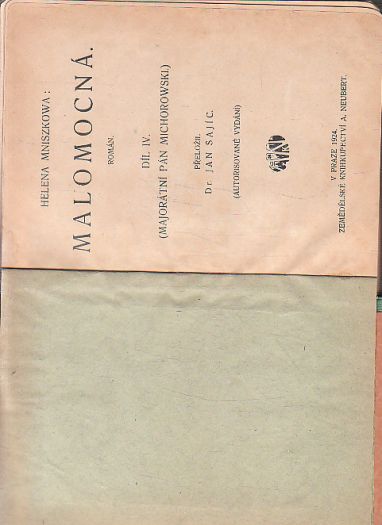 HELENA MNISZKOWA:
MALOMOCNÁ.
ROMÁN.
DÍL IV.
(MAJORÁTNÍ PÁN MICHOROWSKI.)
PŘELOŽIL
Dr. JAN SAJÍC.
(AUTORISOVANÉ VYDÁNÍ)
V PRAZE 1924.
ZEMĚDĚLSKÉ KNIHKUPECTVÍ A. NEUBERT.